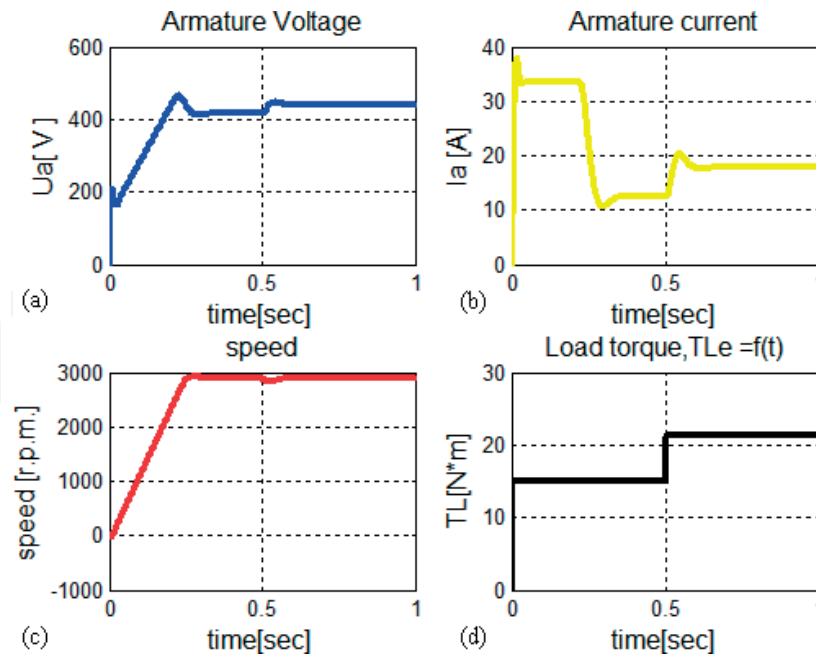 Armature Voltage
600
400
200
0
Ua[ V ]
0
0.5
1
time[sec]
(a)
Armature current
40
30
20
10
0
Ia [A]
0
0.5
1
time[sec]
(b)
speed
3000
2000
1000
0
-1000
speed [r.p.m.]
0
0.5
1
time[sec]
(c)
Load torque,TLe =f(t)
30
20
10
0
TL[N*m]
0
0.5
1
time[sec]
(d)